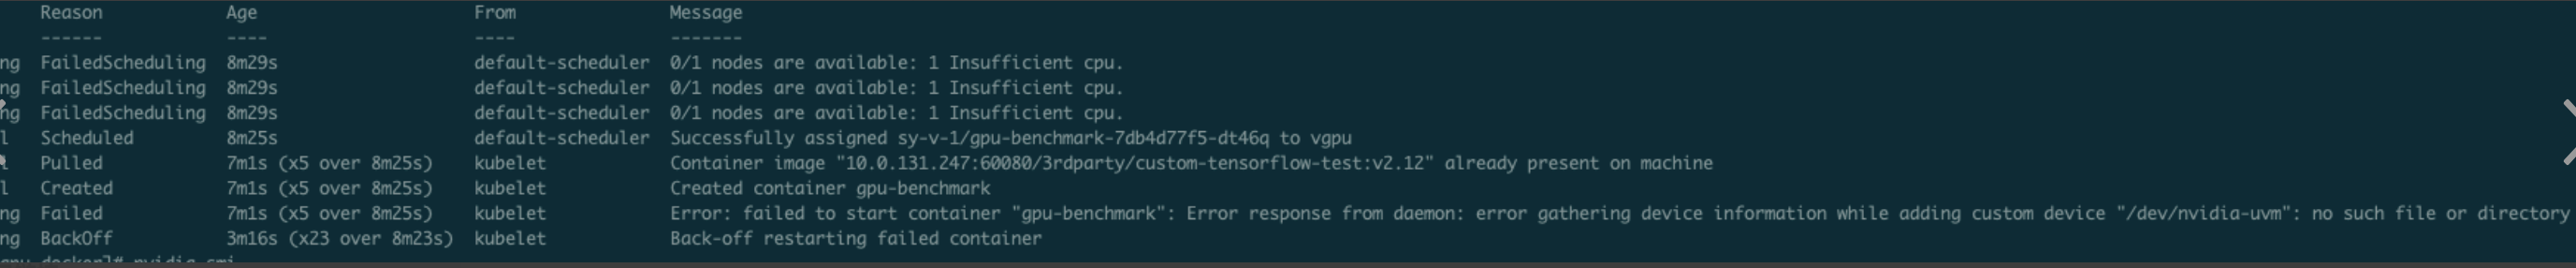 Reason Age From Message
------ ---- ---- -------
ng FailedScheduling 8m29s default-scheduler 0/1 nodes are available: 1 Insufficient cpu.
ng FailedScheduling 8m29s default-scheduler 0/1 nodes are available: 1 Insufficient cpu.
ng FailedScheduling 8m29s default-scheduler 0/1 nodes are available: 1 Insufficient cpu.
l Scheduled 8m25s default-scheduler Successfully assigned sy-v-1/gpu-benchmark-7db4d77f5-dt46q to vgpu
l Pulled 7m1s (x5 over 8m25s) kubelet Container image "10.0.131.247:60080/3rdparty/custom-tensorflow-test:v2.12" already present on machine
l Created 7m1s (x5 over 8m25s) kubelet Created container gpu-benchmark
ng Failed 7m1s (x5 over 8m25s) kubelet Error: failed to start container "gpu-benchmark": Error response from daemon: error gathering device information while adding custom device "/dev/nvidia-uvm": no such file or directory
ng BackOff 3m16s (x23 over 8m23s) kubelet Back-off restarting failed container